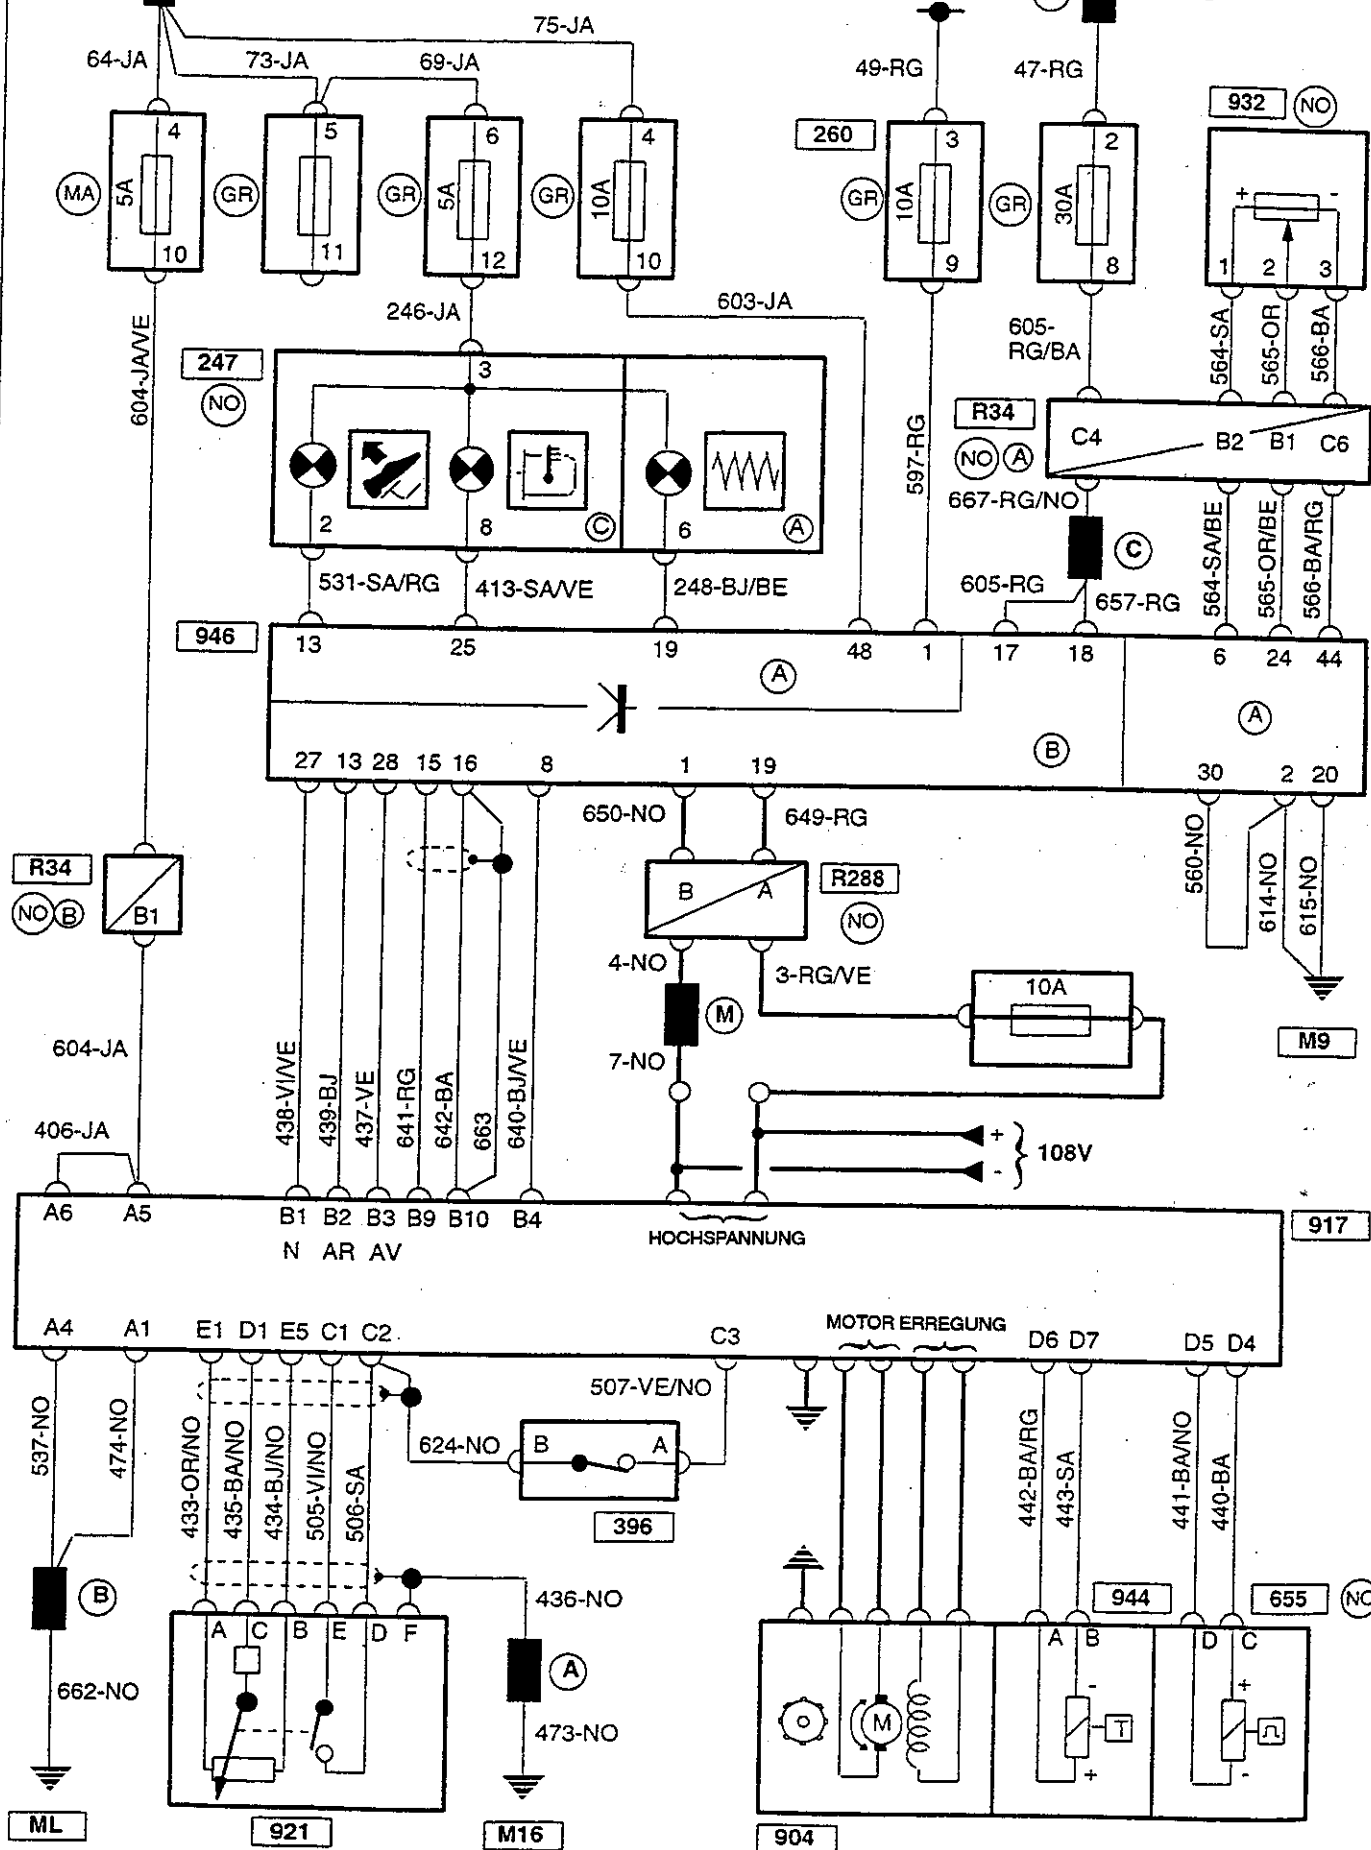 75-JA
64-JA 73-JA 69-JA 49-RG 47-RG
932 NO
4 5 6 4 260 3 2
MA 5A GR GR 5A GR 10A GR 10A GR 30A + -
10 11 12 10 9 8 1 2 3
246-JA 603-JA
604-JA/VE 605-
RG/BA 564-SA 565-OR 566-BA
247 3
NO R34 C4 B2 B1 C6
597-RG NO A
667-RG/NO
2 8 C 6 A C
531-SA/RG 413-SA/VE 248-BJ/BE 605-RG 657-RG 564-SA/BE 565-OR/BE 566-BA/RG
946 13 25 19 48 1 17 18 6 24 44
A A
B
27 13 28 15 16 8 1 19 30 2 20
650-NO 649-RG
560-NO 614-NO 615-NO
R34 B A R288
NO B B1 NO
4-NO 3-RG/VE 10A
M M9
604-JA 7-NO
438-VI/VE 439-BJ 437-VE 641-RG 642-BA 663 640-BJ/VE
406-JA + - } 108V
A6 A5 B1 B2 B3 B9 B10 B4 917
N AR AV HOCHSPANNUNG
MOTOR ERREGUNG
A4 A1 E1 D1 E5 C1 C2 C3 D6 D7 D5 D4
507-VE/NO
537-NO 474-NO 433-OR/NO 435-BA/NO 434-BJ/NO 505-VI/NO 506-SA 624-NO B A 442-BA/RG 443-SA 441-BA/NO 440-BA
396
B 436-NO 944 655 NO
A C B E D F A B D C
662-NO A - +
473-NO M T
+ -
ML 921 M16 904